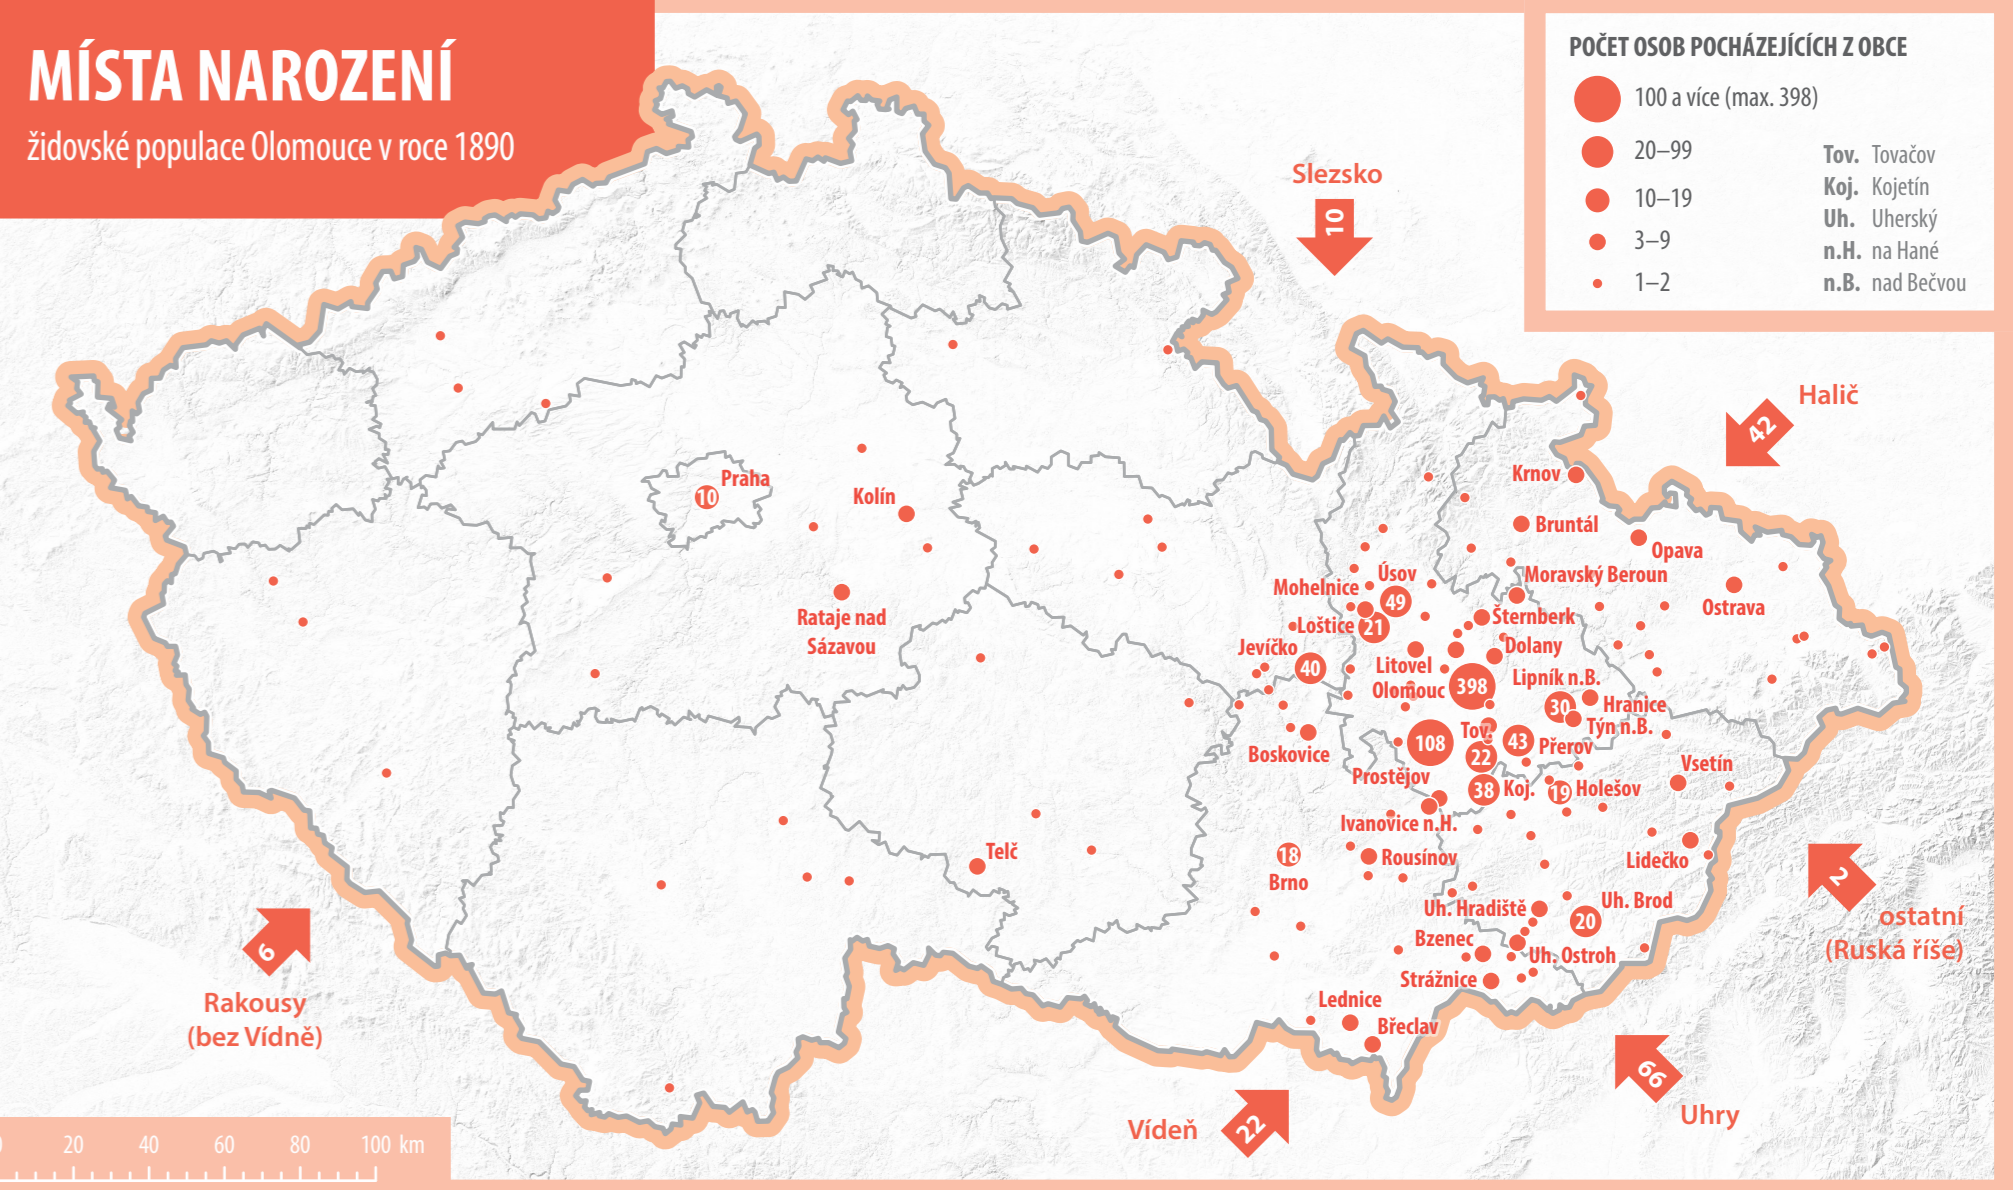 MÍSTA NAROZENÍ
židovské populace Olomouce v roce 1890
POČET OSOB POCHÁZEJÍCÍCH Z OBCE
100 a více (max. 398)
20–99
10–19
3–9
1–2
Tov. Tovačov
Koj. Kojetín
Uh. Uherský
n.H. na Hané
n.B. nad Bečvou
Slezsko
10
Halič
42
Praha
10
Kolín
Krnov
Bruntál
Opava
Moravský Beroun
Úsov
Mohelnice
49
Ostrava
Rataje nad
Sázavou
Šternberk
Loštice
21
Jevíčko
40
Dolany
Litovel
Olomouc
398
Lipník n.B.
30
Hranice
Týn n.B.
Tov.
22
108
43
Přerov
Boskovice
Prostějov
Vsetín
38
Koj.
19
Holešov
Ivanovice n.H.
Telč
18
Brno
Rousínov
Lidečko
2
ostatní
(Ruská říše)
Uh. Brod
20
Uh. Hradiště
Bzenec
Uh. Ostroh
Strážnice
6
Rakousy
(bez Vídně)
Lednice
Břeclav
66
Uhry
Vídeň
22
0 20 40 60 80 100 km